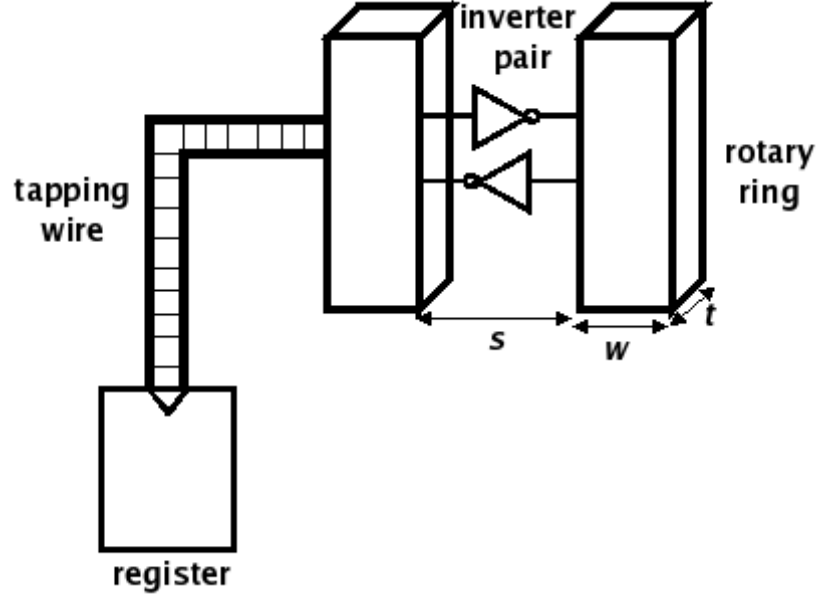 inverter
pair
rotary
ring
tapping
wire
s
w
t
register